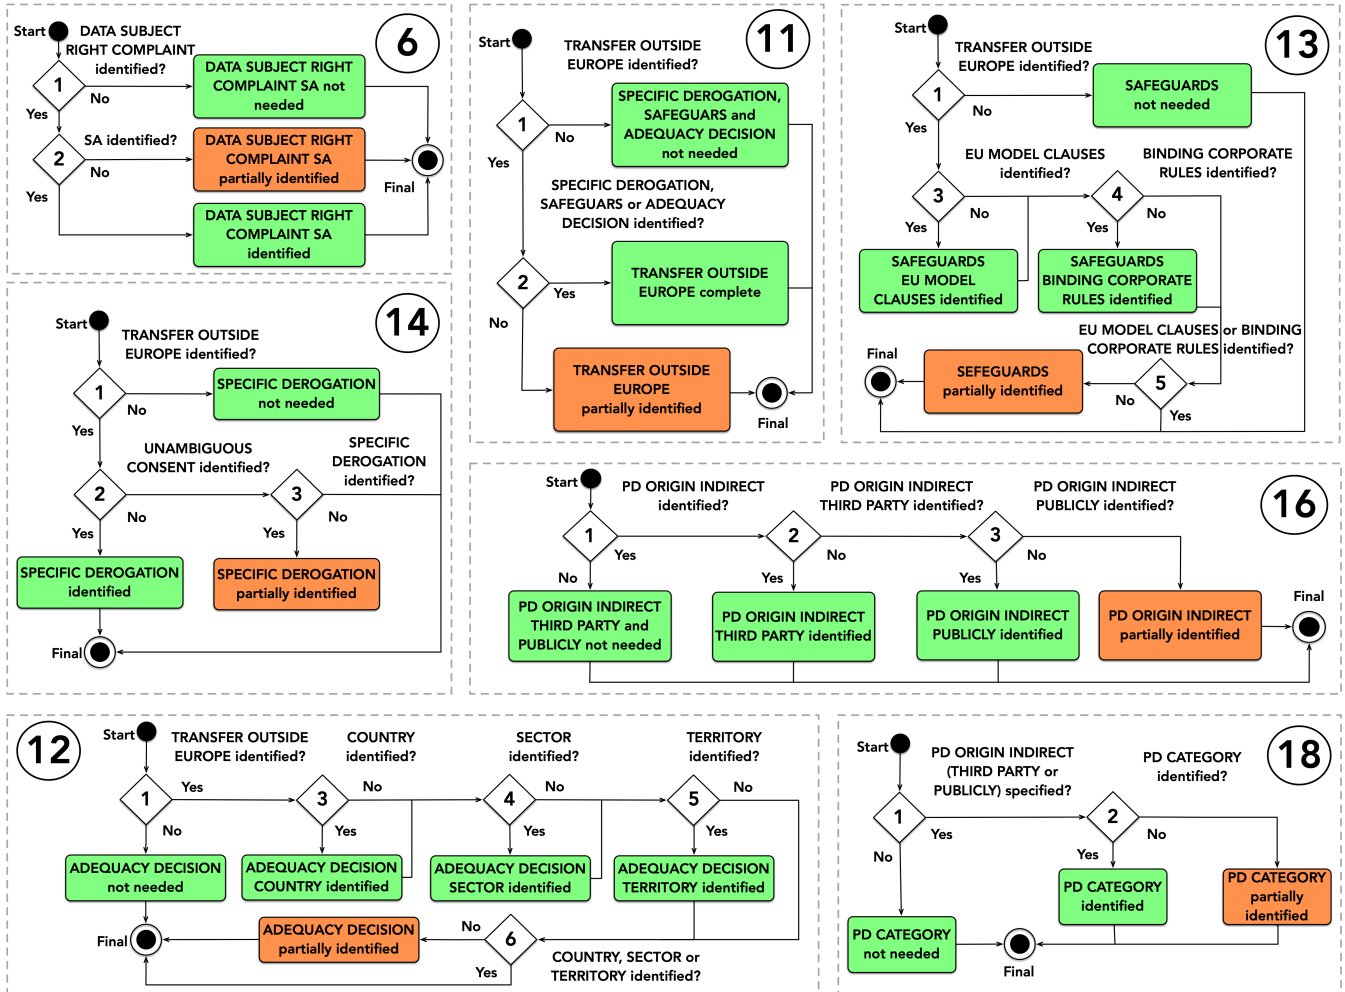 Start
DATA SUBJECT
RIGHT COMPLAINT
identified?
6
1
No
Yes
DATA SUBJECT RIGHT
COMPLAINT SA not
needed
SA identified?
2
No
Yes
DATA SUBJECT RIGHT
COMPLAINT SA
partially identified
Final
DATA SUBJECT RIGHT
COMPLAINT SA
identified
Start
11
TRANSFER OUTSIDE
EUROPE identified?
1
No
Yes
SPECIFIC DEROGATION,
SAFEGUARS and
ADEQUACY DECISION
not needed
SPECIFIC DEROGATION,
SAFEGUARS or ADEQUACY
DECISION identified?
2
Yes
No
TRANSFER OUTSIDE
EUROPE complete
TRANSFER OUTSIDE
EUROPE
partially identified
Final
Start
13
TRANSFER OUTSIDE
EUROPE identified?
1
No
Yes
SAFEGUARDS
not needed
EU MODEL CLAUSES
identified?
BINDING CORPORATE
RULES identified?
3
No
Yes
4
No
Yes
SAFEGUARDS
EU MODEL
CLAUSES identified
SAFEGUARDS
BINDING CORPORATE
RULES identified
EU MODEL CLAUSES or BINDING
CORPORATE RULES identified?
Final
SEFEGUARDS
partially identified
5
No
Yes
Start
14
TRANSFER OUTSIDE
EUROPE identified?
1
No
Yes
SPECIFIC DEROGATION
not needed
UNAMBIGUOUS
CONSENT identified?
SPECIFIC
DEROGATION
identified?
2
No
Yes
3
No
Yes
SPECIFIC DEROGATION
identified
SPECIFIC DEROGATION
partially identified
Final
Start
16
PD ORIGIN INDIRECT
identified?
PD ORIGIN INDIRECT
THIRD PARTY identified?
PD ORIGIN INDIRECT
PUBLICLY identified?
1
Yes
No
2
No
Yes
3
No
Yes
PD ORIGIN INDIRECT
THIRD PARTY and
PUBLICLY not needed
PD ORIGIN INDIRECT
THIRD PARTY identified
PD ORIGIN INDIRECT
PUBLICLY identified
PD ORIGIN INDIRECT
partially identified
Final
12
Start
TRANSFER OUTSIDE
EUROPE identified?
COUNTRY
identified?
SECTOR
identified?
TERRITORY
identified?
1
Yes
No
3
No
Yes
4
No
Yes
5
No
Yes
ADEQUACY DECISION
not needed
ADEQUACY DECISION
COUNTRY identified
ADEQUACY DECISION
SECTOR identified
ADEQUACY DECISION
TERRITORY identified
Final
ADEQUACY DECISION
partially identified
No
6
Yes
COUNTRY, SECTOR or
TERRITORY identified?
Start
18
PD ORIGIN INDIRECT
(THIRD PARTY or
PUBLICLY) specified?
PD CATEGORY
identified?
1
Yes
No
2
No
Yes
PD CATEGORY
identified
PD CATEGORY
partially
identified
PD CATEGORY
not needed
Final